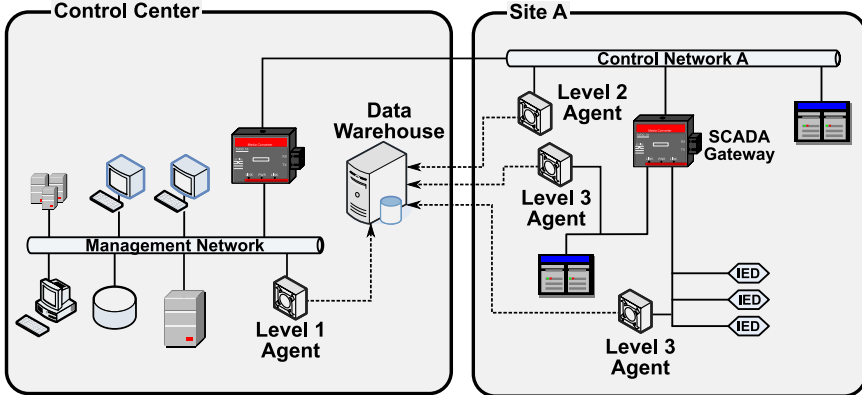 Control Center
Site A
Control Network A
Level 2
Agent
Data
Warehouse
SCADA
Gateway
Level 3
Agent
Management Network
IED
IED
IED
Level 1
Agent
Level 3
Agent